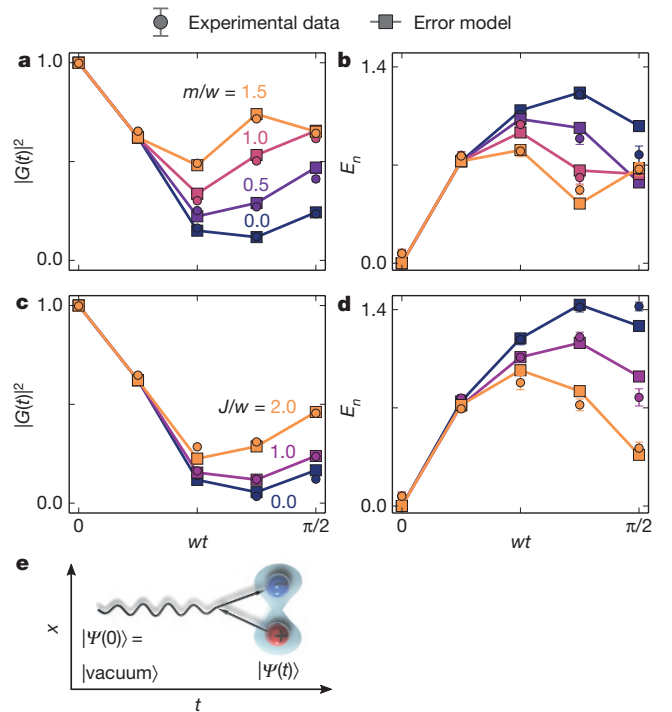 Experimental data Error model
a
b
1.0
|G(t)|²
0.0
m/w = 1.5
1.0
0.5
0.0
1.4
E_n
0.0
c
d
1.0
|G(t)|²
0.0
J/w = 2.0
1.0
0.0
0
π/2
wt
1.4
E_n
0.0
0
π/2
wt
e
x
|Ψ(0)⟩ =
|vacuum⟩
|Ψ(t)⟩
t